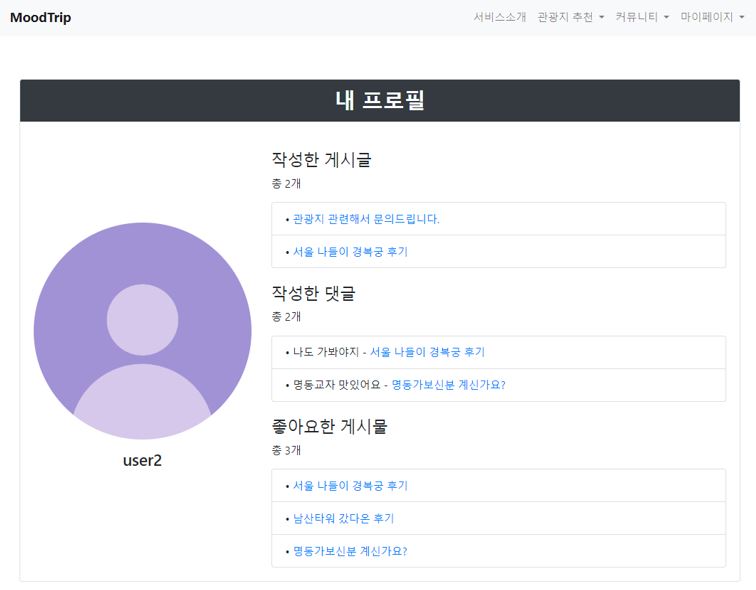 MoodTrip
서비스소개 관광지 추천 커뮤니티 마이페이지
내 프로필
작성한 게시글
총 2개
• 관광지 관련해서 문의드립니다.
• 서울 나들이 경복궁 후기
작성한 댓글
총 2개
• 나도 가봐야지 - 서울 나들이 경복궁 후기
• 명동교자 맛있어요 - 명동가보신분 계신가요?
user2
좋아요한 게시물
총 3개
• 서울 나들이 경복궁 후기
• 남산타워 갔다온 후기
• 명동가보신분 계신가요?